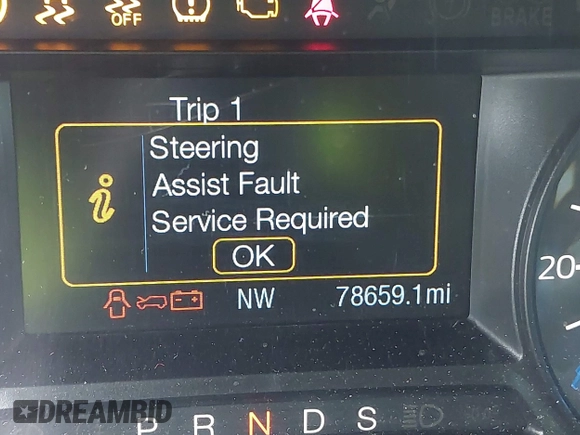 OFF
BRAKE
Trip 1
Steering
Assist Fault
Service Required
OK
NW
78659.1mi
20
DREAMBID
P R N D S